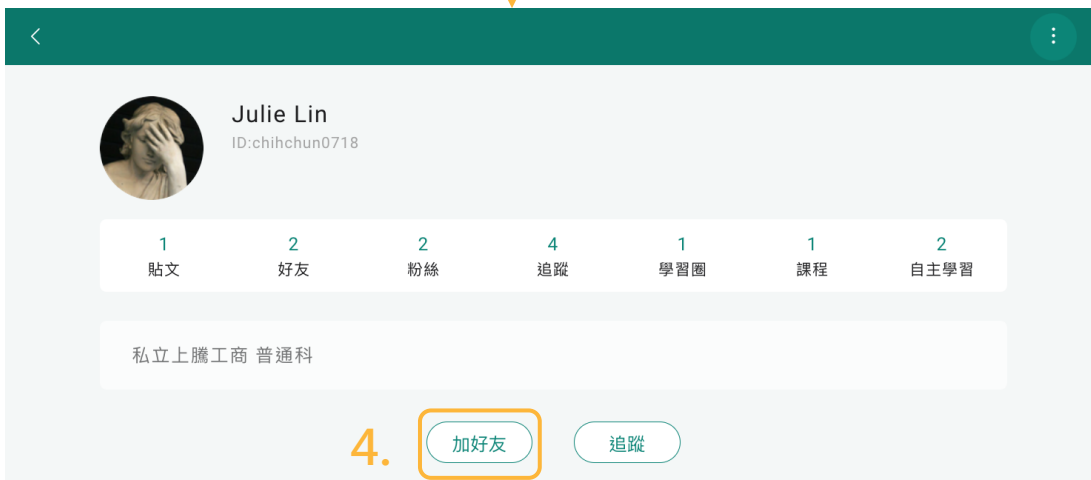 Julie Lin
ID:chihchun0718
1 2 2 4 1 1 2
貼文 好友 粉絲 追蹤 學習圈 課程 自主學習
私立上騰工商 普通科
4. 加好友 追蹤